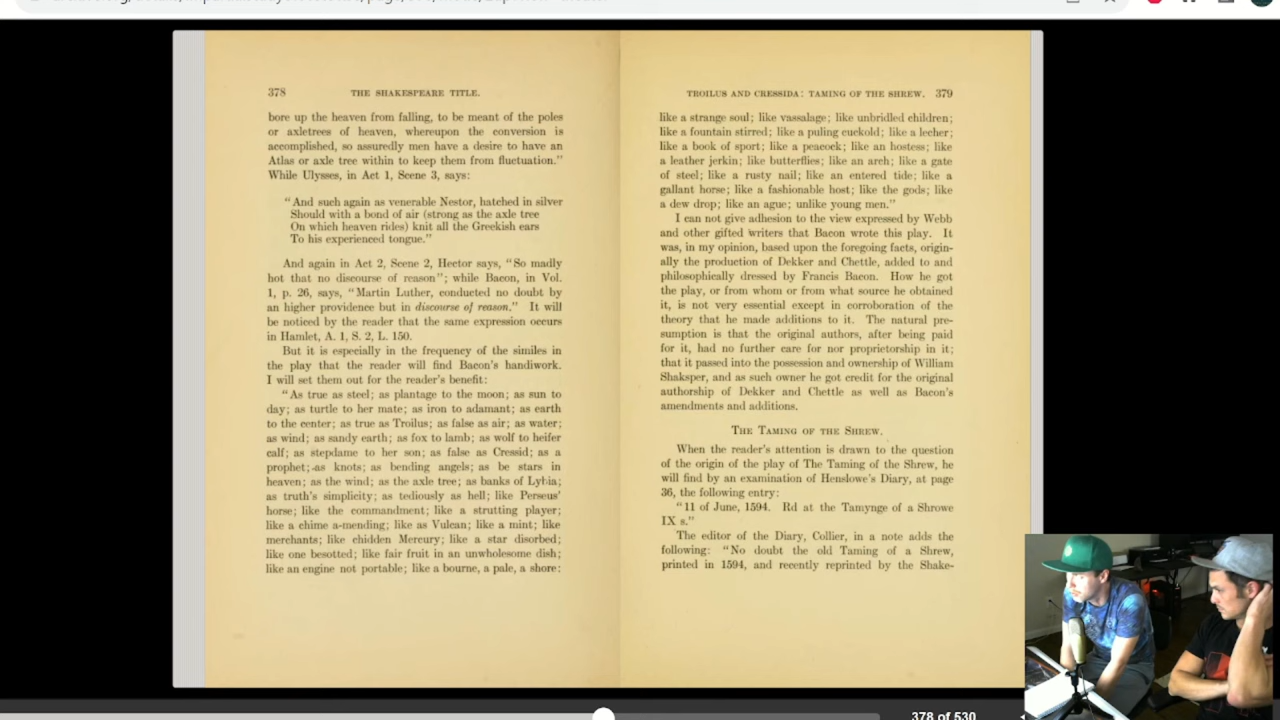 378 THE SHAKESPEARE TITLE.
bore up the heaven from falling, to be meant of the poles
or axletrees of heaven, whereupon the conversion is
accomplished, so assuredly men have a desire to have an
Atlas or axle tree within to keep them from fluctuation."
While Ulysses, in Act 1, Scene 3, says:
"And such again as venerable Nestor, hatched in silver
Should with a bond of air (strong as the axle tree
On which heaven rides) knit all the Greekish ears
To his experienced tongue."
And again in Act 2, Scene 2, Hector says, "So madly
hot that no discourse of reason"; while Bacon, in Vol.
1, p. 26, says, "Martin Luther, conducted no doubt by
an higher providence but in discourse of reason." It will
be noticed by the reader that the same expression occurs
in Hamlet, A. 1, S. 2, L. 150.
But it is especially in the frequency of the similes in
the play that the reader will find Bacon's handiwork.
I will set them out for the reader's benefit:
"As true as steel; as plantage to the moon; as sun to
day; as turtle to her mate; as iron to adamant; as earth
to the center; as true as Troilus; as false as air; as water;
as wind; as sandy earth; as fox to lamb; as wolf to heifer
calf; as stepdame to her son; as false as Cressid; as a
prophet; as knots; as bending angels; as be stars in
heaven; as the wind; as the axle tree; as banks of Lybia;
as truth's simplicity; as tediously as hell; like Perseus'
horse; like the commandment; like a strutting player;
like a chime a-mending; like as Vulcan; like a mint; like
merchants; like chidden Mercury; like a star disorbed;
like one besotted; like fair fruit in an unwholesome dish;
like an engine not portable; like a bourne, a pale, a shore:
TROILUS AND CRESSIDA: TAMING OF THE SHREW. 379
like a strange soul; like vassalage; like unbridled children;
like a fountain stirred; like a puling cuckold; like a lecher;
like a book of sport; like a peacock; like an hostess; like
a leather jerkin; like butterflies; like an arch; like a gate
of steel; like a rusty nail; like an entered tide; like a
gallant horse; like a fashionable host; like the gods; like
a dew drop; like an ague; unlike young men."
I can not give adhesion to the view expressed by Webb
and other gifted writers that Bacon wrote this play. It
was, in my opinion, based upon the foregoing facts, origin-
ally the production of Dekker and Chettle, added to and
philosophically dressed by Francis Bacon. How he got
the play, or from whom or from what source he obtained
it, is not very essential except in corroboration of the
theory that he made additions to it. The natural pre-
sumption is that the original authors, after being paid
for it, had no further care for nor proprietorship in it;
that it passed into the possession and ownership of William
Shaksper, and as such owner he got credit for the original
authorship of Dekker and Chettle as well as Bacon's
amendments and additions.
THE TAMING OF THE SHREW.
When the reader's attention is drawn to the question
of the origin of the play of The Taming of the Shrew, he
will find by an examination of Henslowe's Diary, at page
36, the following entry:
"11 of June, 1594. Rd at the Tamynge of a Shrowe
IX s."
The editor of the Diary, Collier, in a note adds the
following: "No doubt the old Taming of a Shrew,
printed in 1594, and recently reprinted by the Shake-
378 of 530